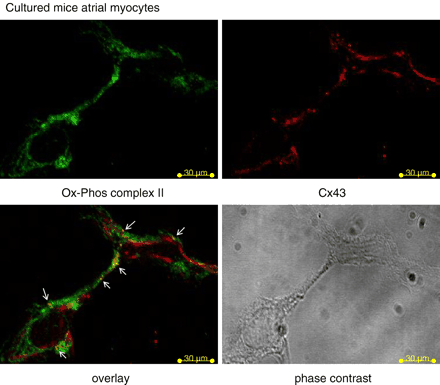 Cultured mice atrial myocytes
30 µm
30 µm
Ox-Phos complex II
Cx43
30 µm
30 µm
overlay
phase contrast